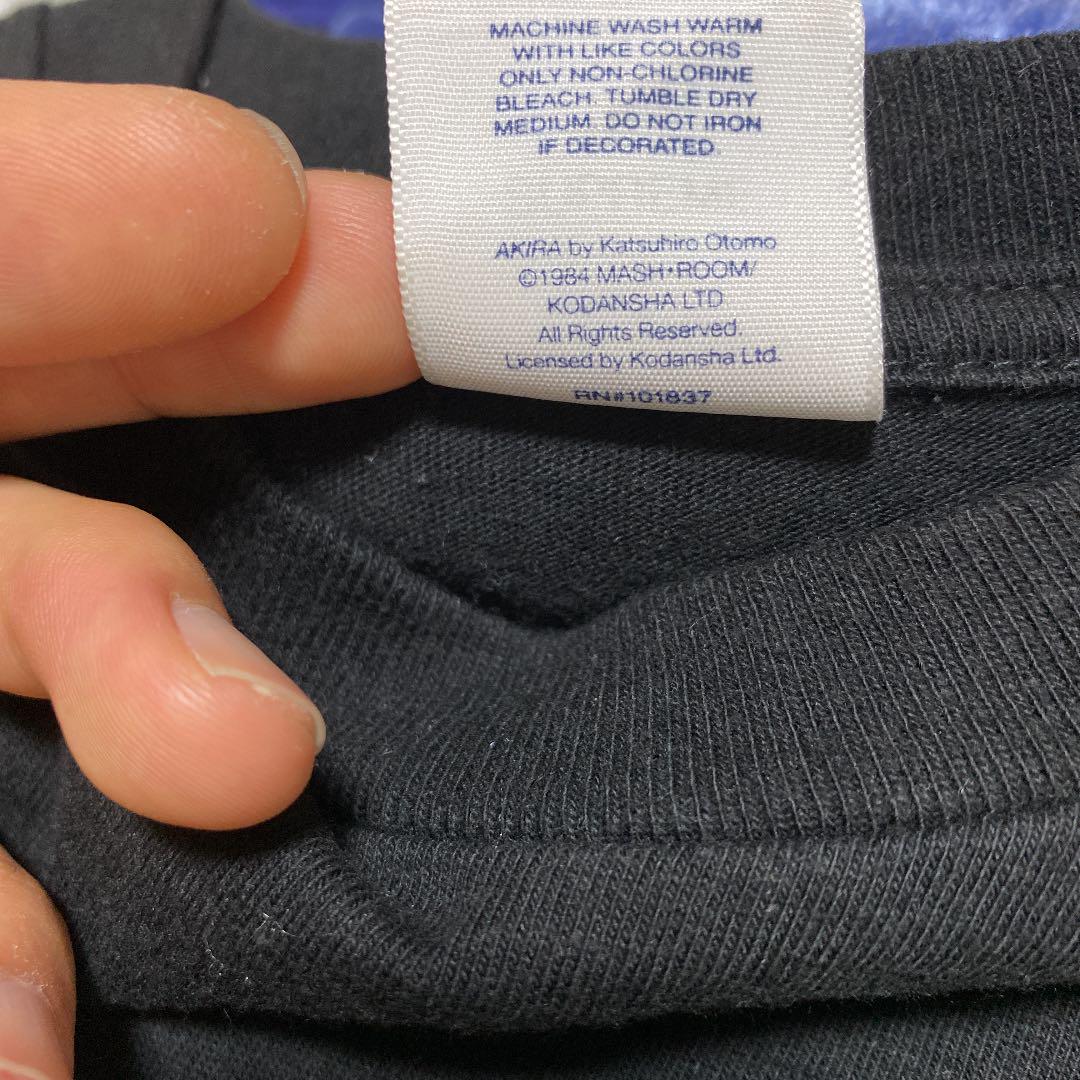 MACHINE WASH WARM
WITH LIKE COLORS
ONLY NON-CHLORINE
BLEACH. TUMBLE DRY
MEDIUM. DO NOT IRON
IF DECORATED.
AKIRA by Katsuhiro Otomo
©1984 MASH•ROOM/
KODANSHA LTD.
All Rights Reserved.
Licensed by Kodansha Ltd.
RN#101837